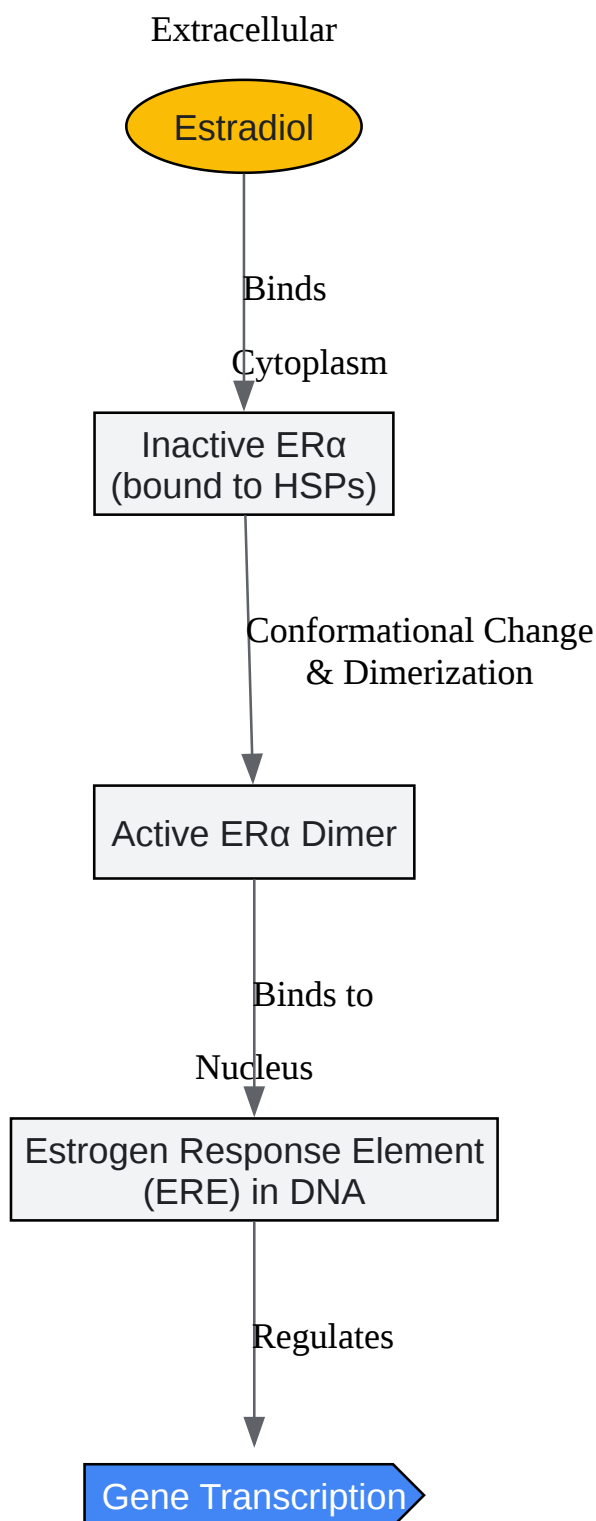 Extracellular
Estradiol
Binds
Cytoplasm
Inactive ERα
(bound to HSPs)
Conformational Change
& Dimerization
Active ERα Dimer
Binds to
Nucleus
Estrogen Response Element
(ERE) in DNA
Regulates
Gene Transcription